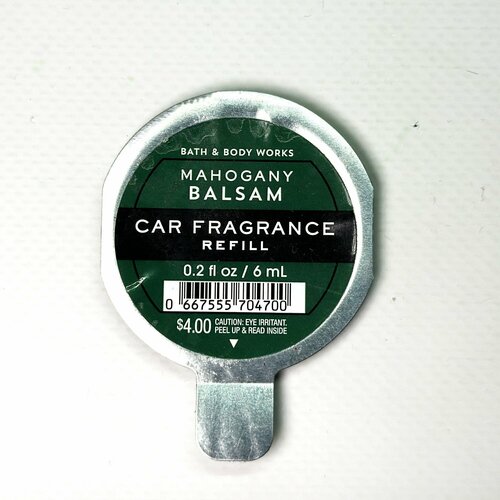 BATH & BODY WORKS
MAHOGANY
BALSAM
CAR FRAGRANCE
REFILL
0.2 fl oz / 6 mL
0 667555 704700
$4.00 CAUTION: EYE IRRITANT.
PEEL UP & READ INSIDE